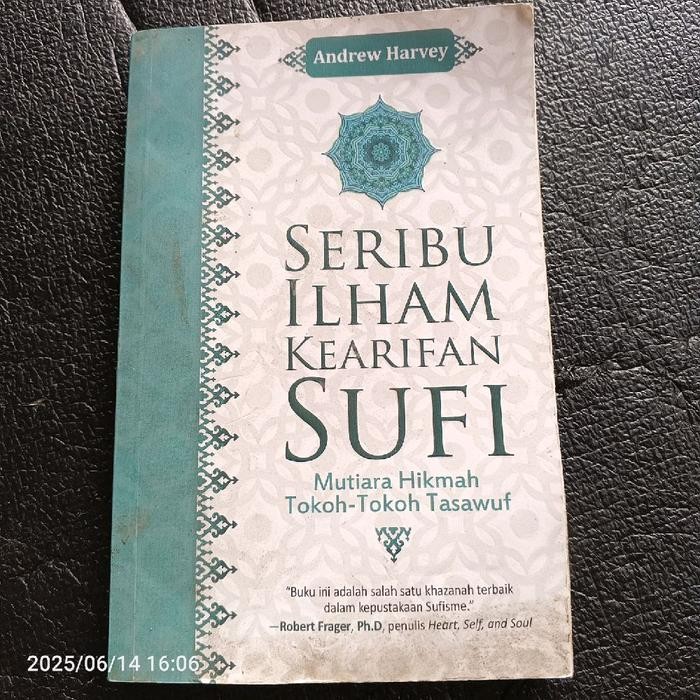 Andrew Harvey
SERIBU
ILHAM
KEARIFAN
SUFI
Mutiara Hikmah
Tokoh-Tokoh Tasawuf
“Buku ini adalah salah satu khazanah terbaik
dalam kepustakaan Sufisme.”
—Robert Frager, Ph.D, penulis Heart, Self, and Soul
2025/06/14 16:06